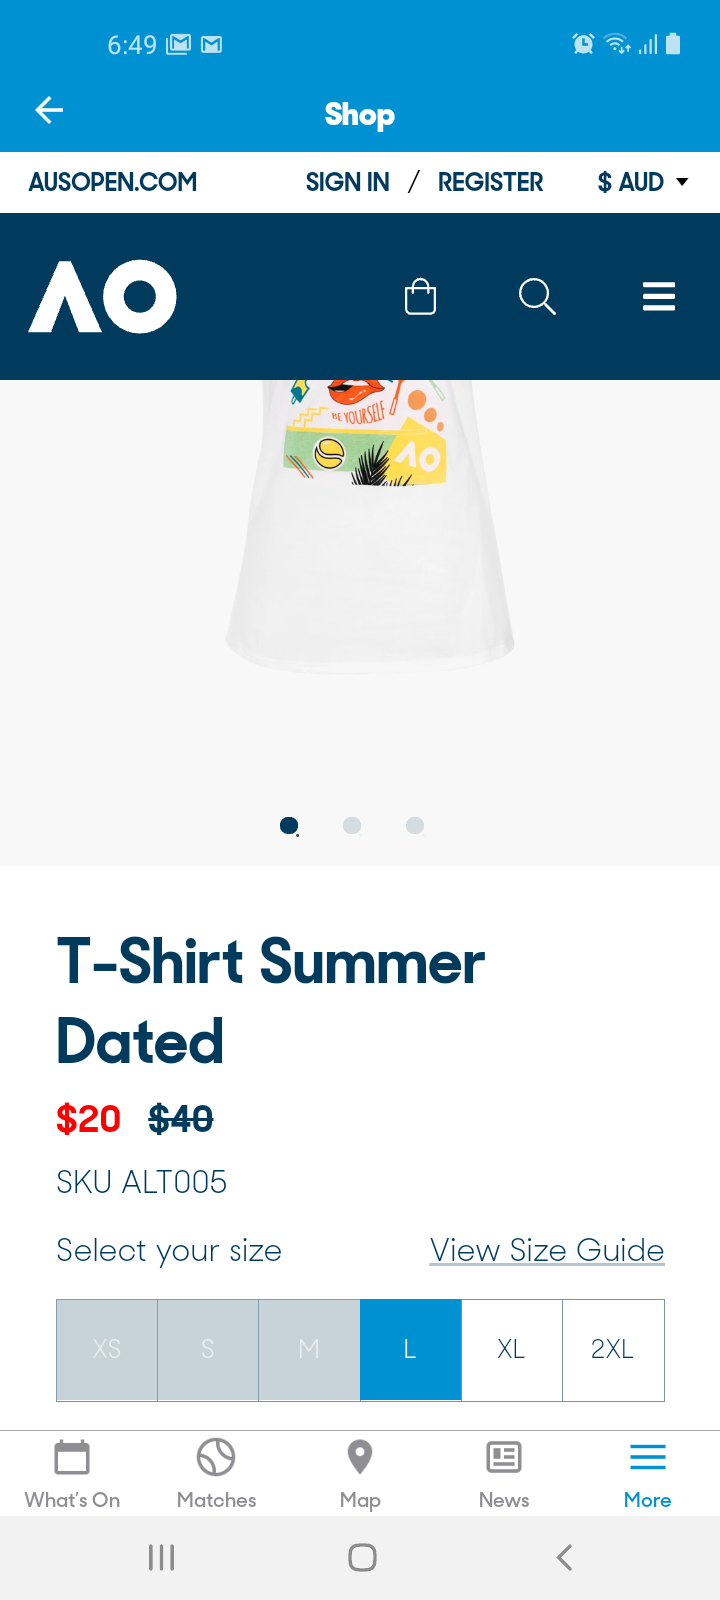 6:49
Shop
AUSOPEN.COM SIGN IN / REGISTER $ AUD
AO
BE YOURSELF
AO
T-Shirt Summer
Dated
$20 $40
SKU ALT005
Select your size View Size Guide
XS S M L XL 2XL
What's On Matches Map News More